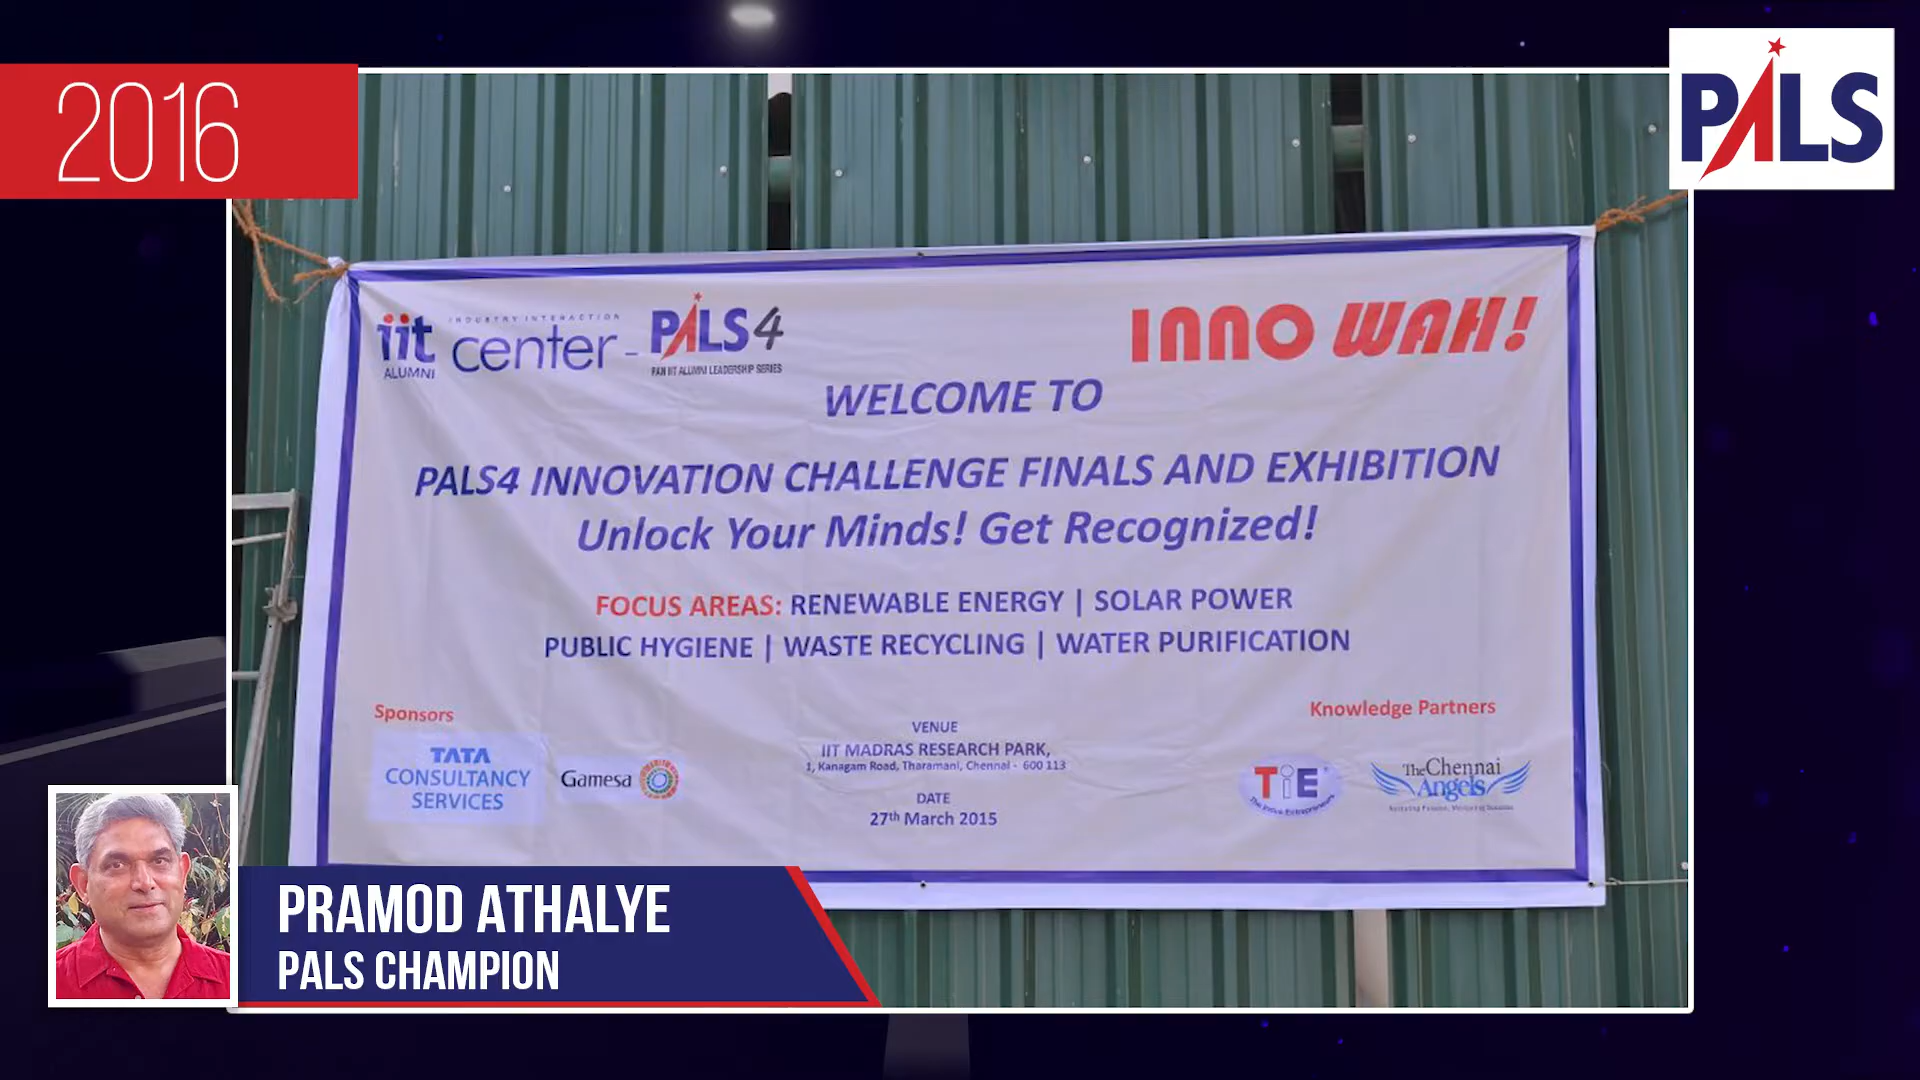 2016
PALS
iit
ALUMNI
INDUSTRY INTERACTION
center -
PALS4
PAN IIT ALUMNI LEADERSHIP SERIES
INNO WAH!
WELCOME TO
PALS4 INNOVATION CHALLENGE FINALS AND EXHIBITION
Unlock Your Minds! Get Recognized!
FOCUS AREAS: RENEWABLE ENERGY | SOLAR POWER
PUBLIC HYGIENE | WASTE RECYCLING | WATER PURIFICATION
Sponsors
TATA
CONSULTANCY
SERVICES
Gamesa
VENUE
IIT MADRAS RESEARCH PARK,
1, Kanagam Road, Tharamani, Chennai - 600 113
DATE
27th March 2015
Knowledge Partners
TiE
The Indus Entrepreneurs
TheChennai
Angels
PRAMOD ATHALYE
PALS CHAMPION